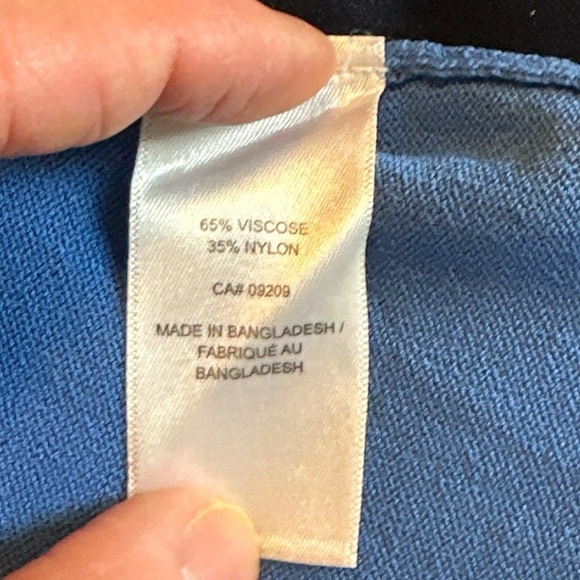 65% VISCOSE
35% NYLON
CA# 09209
MADE IN BANGLADESH /
FABRIQUÉ AU
BANGLADESH